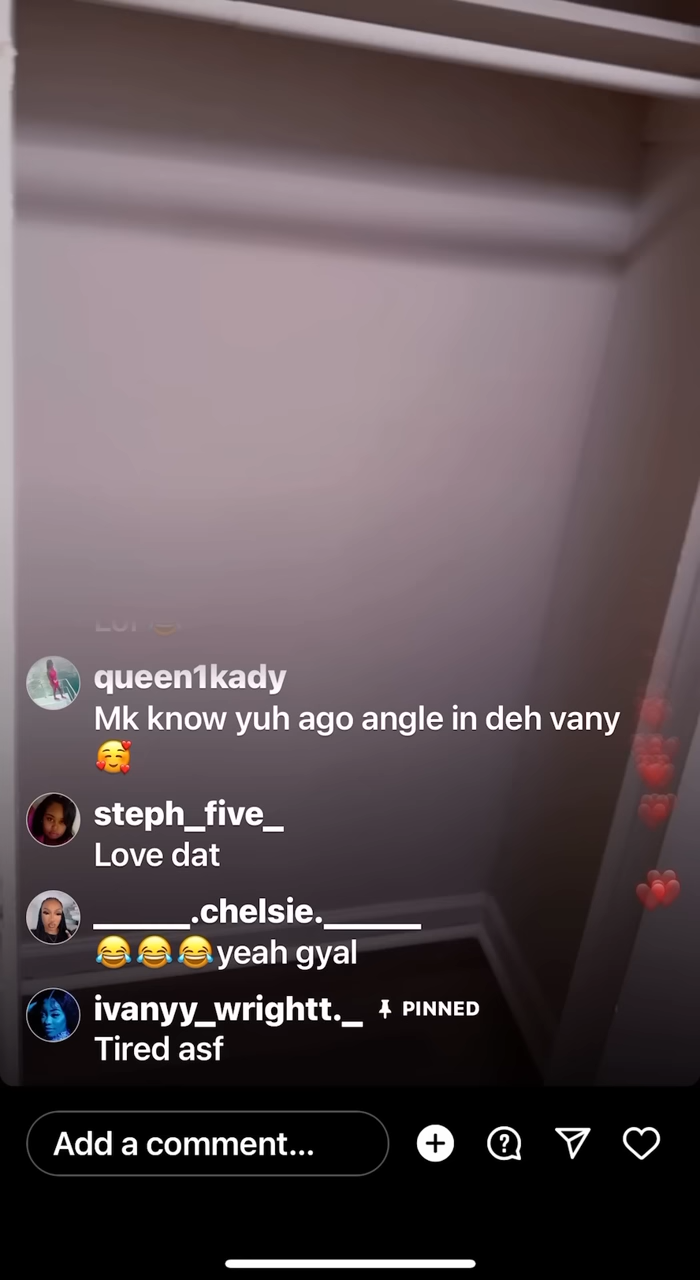 queen1kady
Mk know yuh ago angle in deh vany
🥰
steph_five_
Love dat
______.chelsie.______
😂😂😂yeah gyal
ivanyy_wrightt._ PINNED
Tired asf
Add a comment...